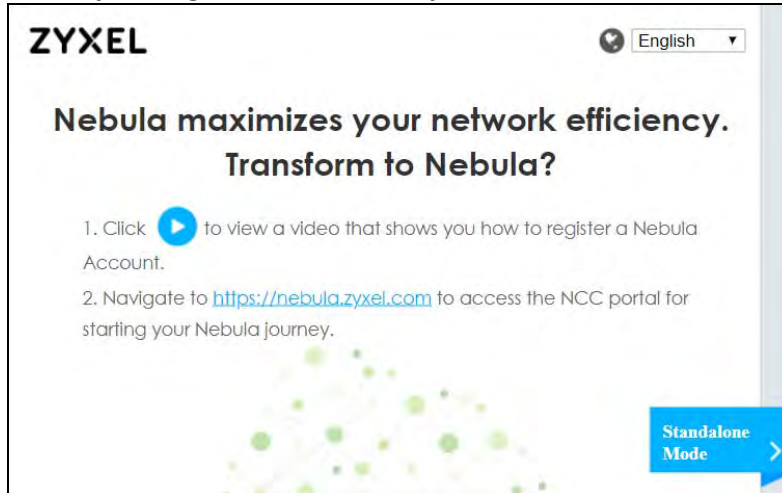 ZYXEL
English
Nebula maximizes your network efficiency.
Transform to Nebula?
1. Click to view a video that shows you how to register a Nebula
Account.
2. Navigate to https://nebula.zyxel.com to access the NCC portal for
starting your Nebula journey.
Standalone
Mode